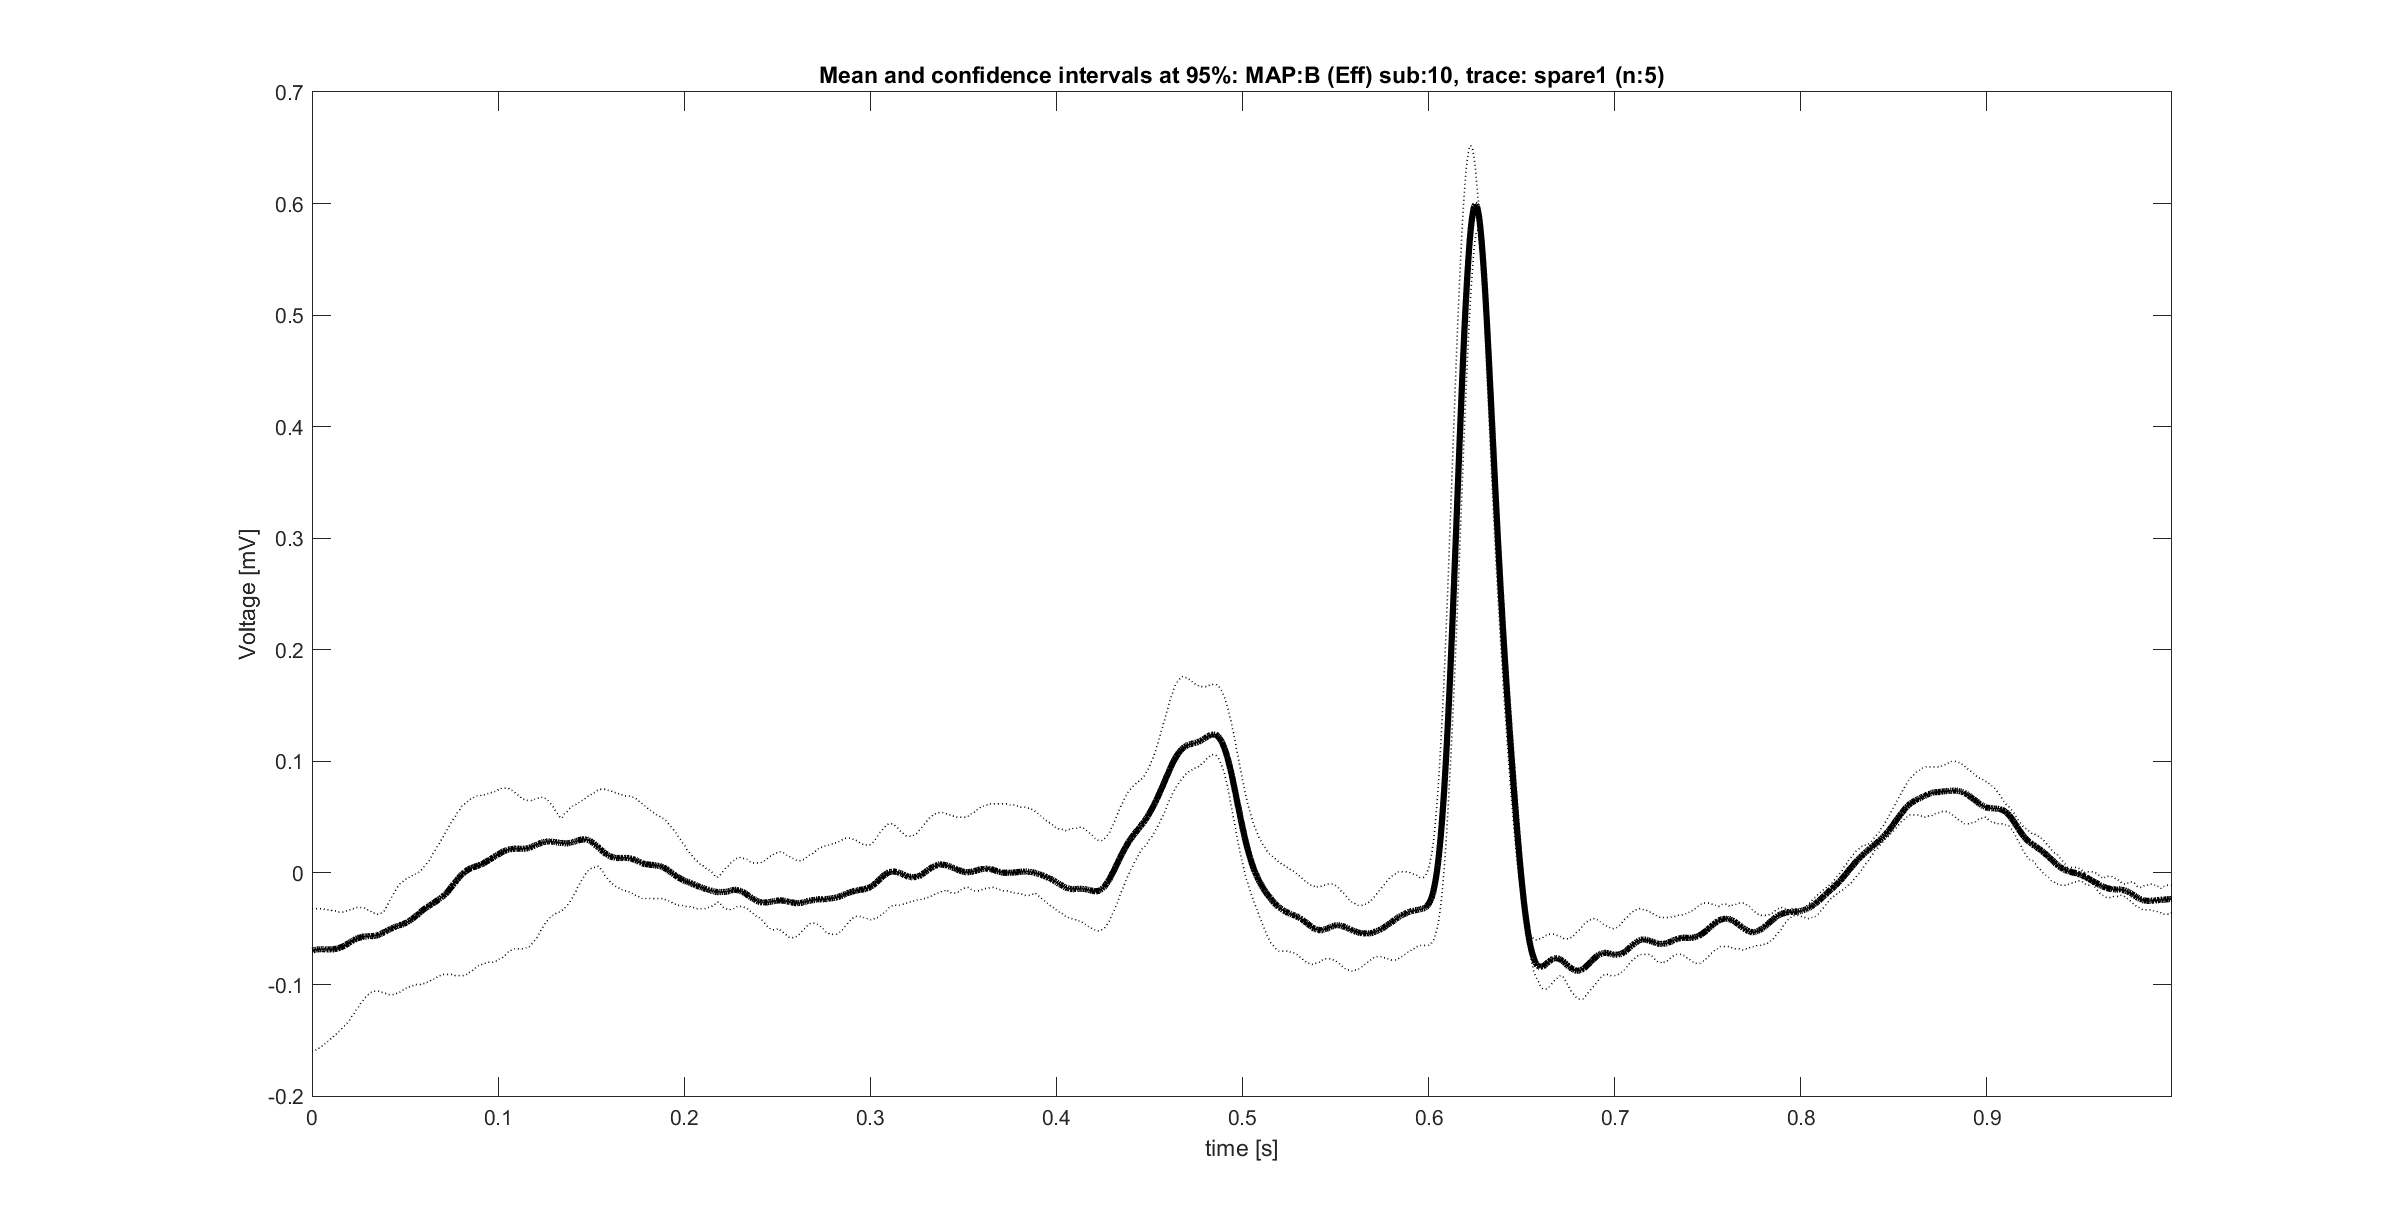 Mean and confidence intervals at 95%: MAP:B (Eff) sub:10, trace: spare1 (n:5)
0.7
0.6
0.5
0.4
0.3
0.2
0.1
0
-0.1
-0.2
Voltage [mV]
0 0.1 0.2 0.3 0.4 0.5 0.6 0.7 0.8 0.9
time [s]